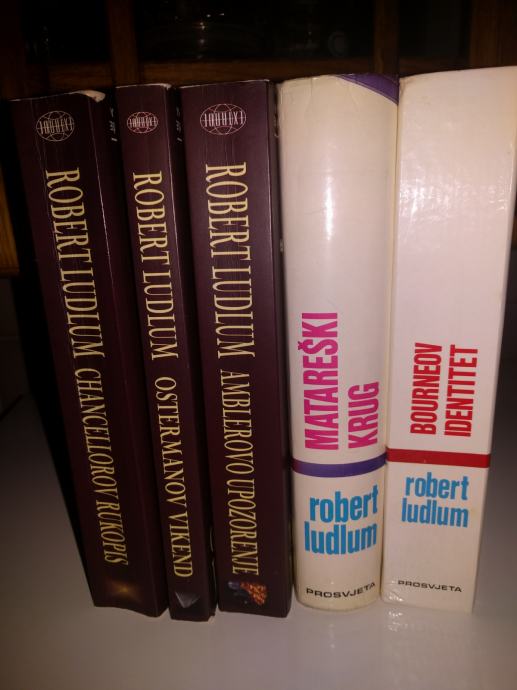 ROBERT LUDLUM CHANCELLOROV RUKOPIS
ROBERT LUDLUM OSTERMANOV VIKEND
ROBERT LUDLUM AMBLEROVO UPOZORENJE
MATAREŠKI
KRUG
robert
ludlum
PROSVJETA
BOURNEOV
IDENTITET
robert
ludlum
PROSVJETA